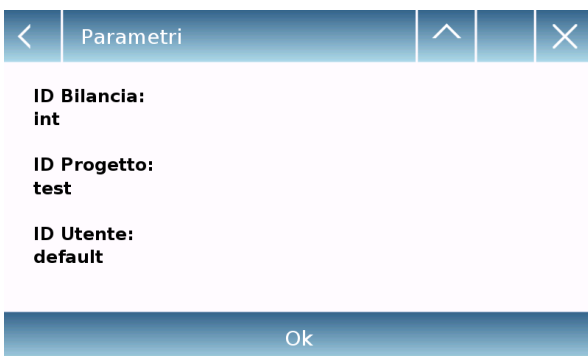 Parametri
ID Bilancia:
int
ID Progetto:
test
ID Utente:
default
Ok